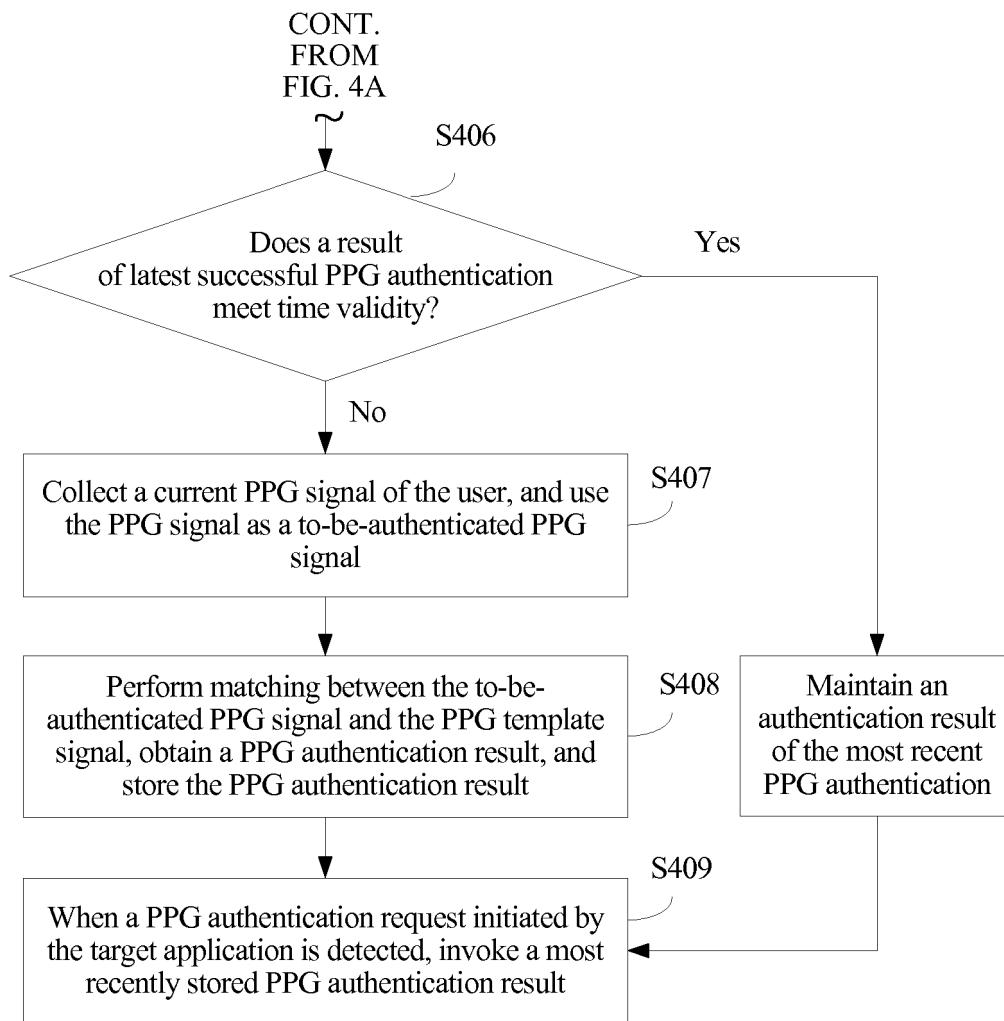 CONT.
FROM
FIG. 4A
S406
Does a result
of latest successful PPG authentication
meet time validity?
Yes
No
S407
Collect a current PPG signal of the user, and use
the PPG signal as a to-be-authenticated PPG
signal
S408
Perform matching between the to-be-
authenticated PPG signal and the PPG template
signal, obtain a PPG authentication result, and
store the PPG authentication result
Maintain an
authentication result
of the most recent
PPG authentication
S409
When a PPG authentication request initiated by
the target application is detected, invoke a most
recently stored PPG authentication result